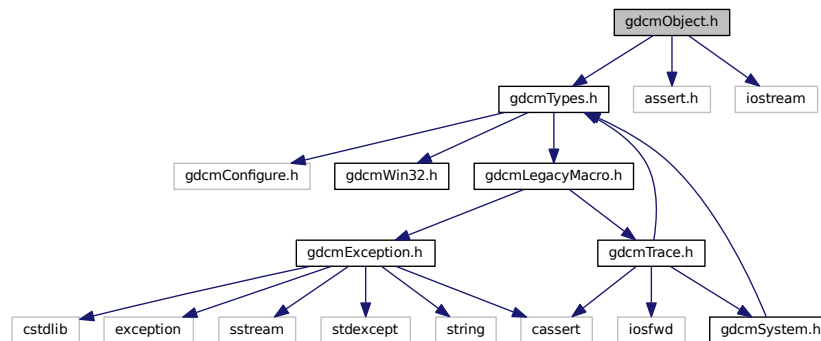 gdcmObject.h
gdcmTypes.h
assert.h
iostream
gdcmConfigure.h
gdcmWin32.h
gdcmLegacyMacro.h
gdcmException.h
gdcmTrace.h
cstdlib
exception
sstream
stdexcept
string
cassert
iosfwd
gdcmSystem.h